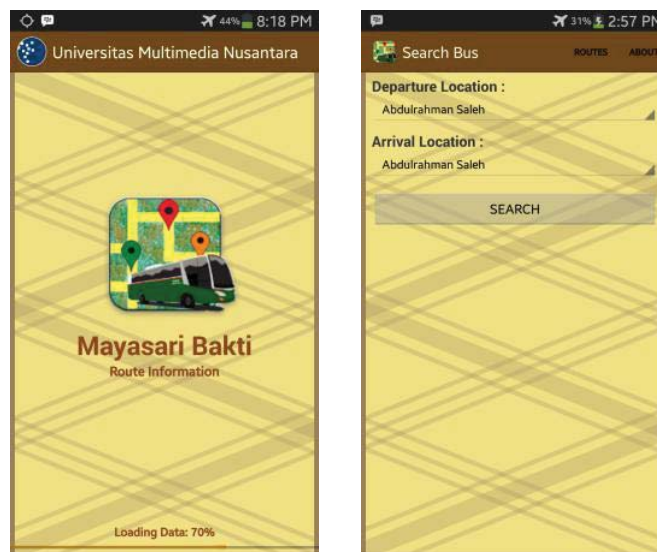 44% 8:18 PM
Universitas Multimedia Nusantara
Mayasari Bakti
Route Information
Loading Data: 70%
31% 2:57 PM
Search Bus ROUTES ABOUT
Departure Location :
Abdulrahman Saleh
Arrival Location :
Abdulrahman Saleh
SEARCH